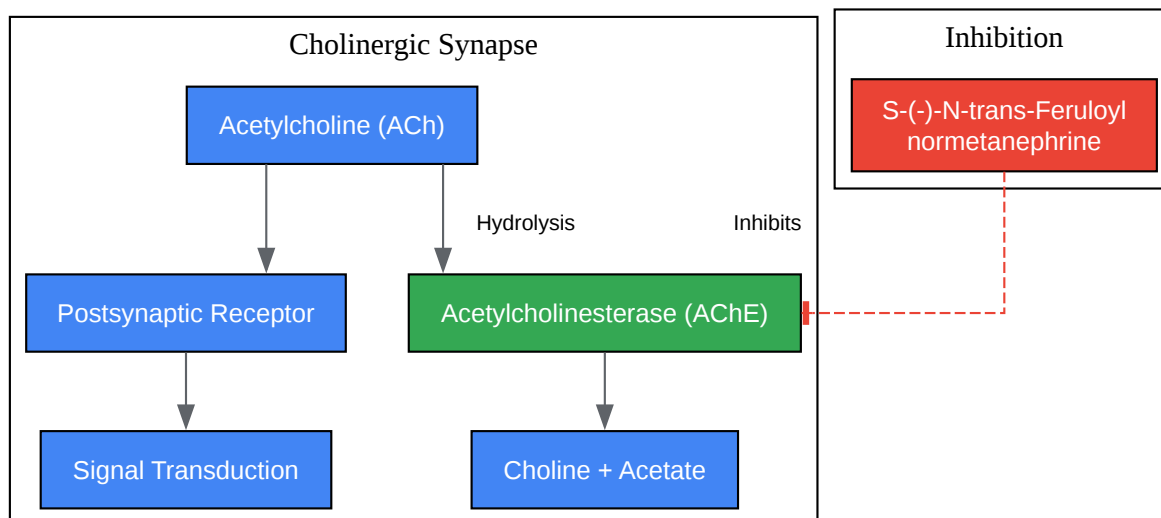 Cholinergic Synapse
Inhibition
Acetylcholine (ACh)
S-(-)-N-trans-Feruloyl
normetanephrine
Hydrolysis
Inhibits
Postsynaptic Receptor
Acetylcholinesterase (AChE)
Signal Transduction
Choline + Acetate